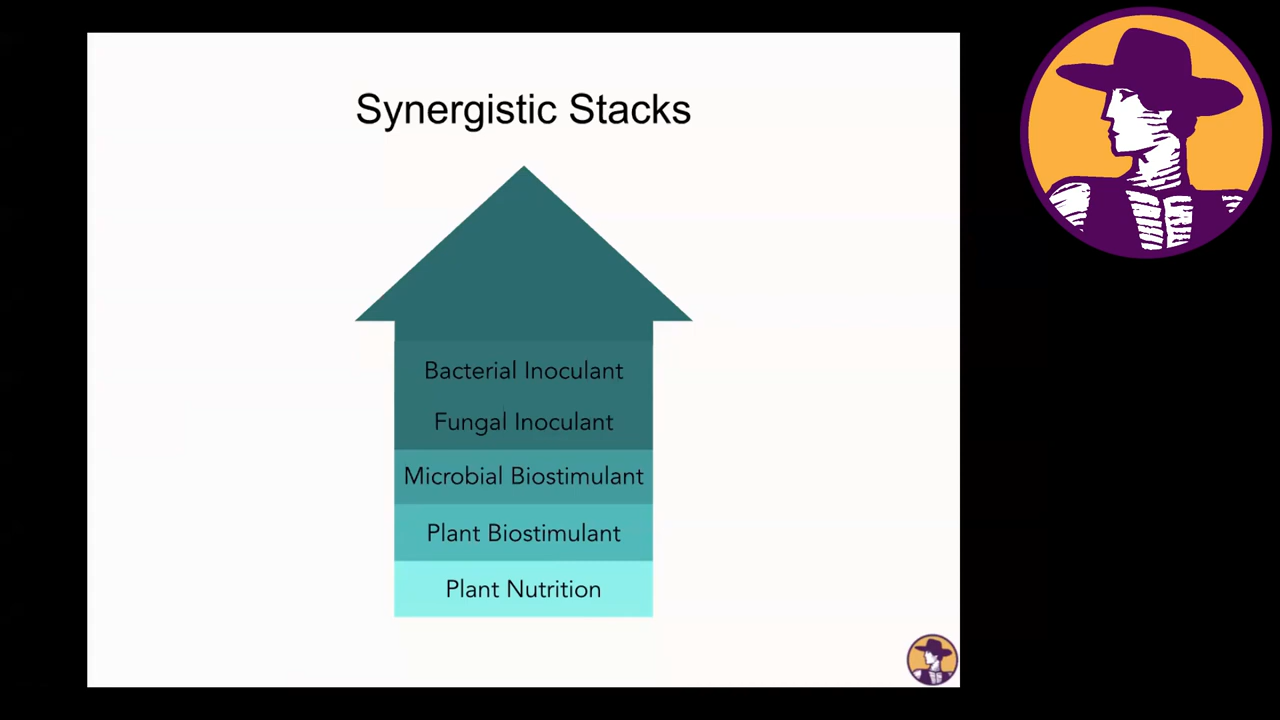 Synergistic Stacks
Bacterial Inoculant
Fungal Inoculant
Microbial Biostimulant
Plant Biostimulant
Plant Nutrition